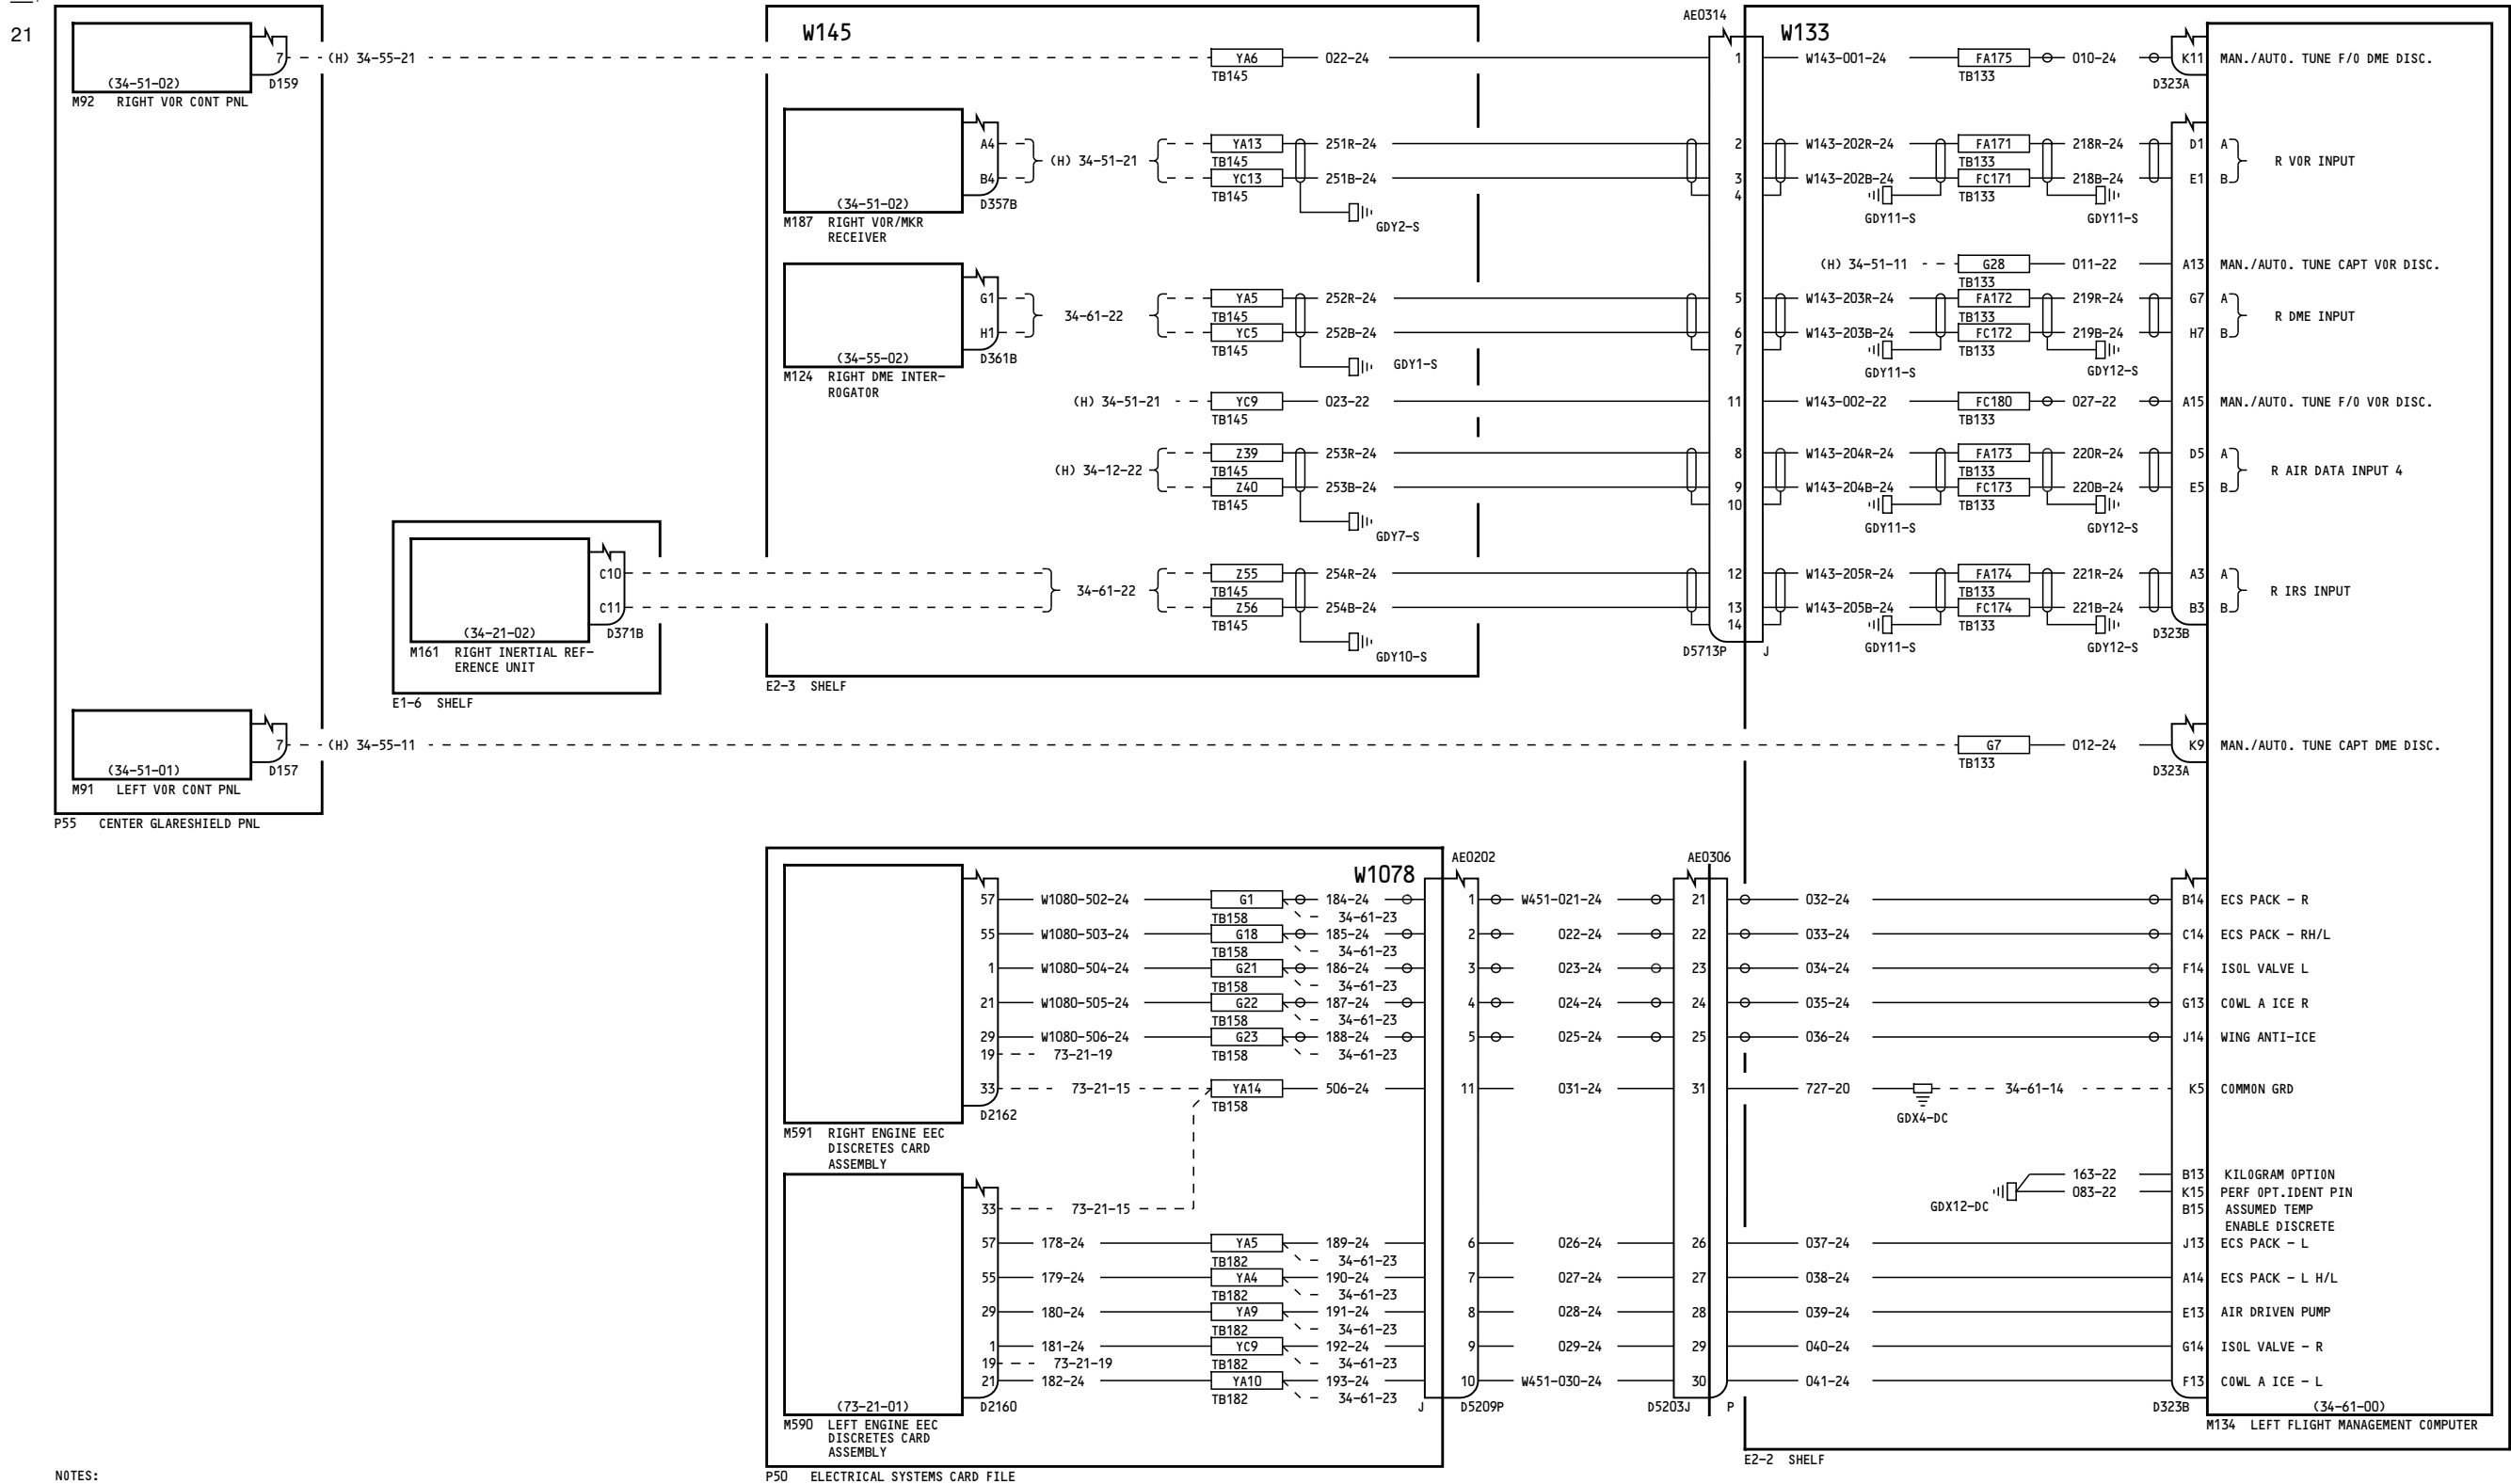 21
W145
AE0314
W133
7
(H) 34-55-21
YA6
022-24
1
W143-001-24
FA175
010-24
K11
MAN./AUTO. TUNE F/O DME DISC.
(34-51-02)
D159
TB145
TB133
D323A
M92 RIGHT VOR CONT PNL
A4
(H) 34-51-21
YA13
251R-24
2
W143-202R-24
FA171
218R-24
D1
A
R VOR INPUT
TB145
TB133
B4
YC13
251B-24
3
W143-202B-24
FC171
218B-24
E1
B
4
(34-51-02)
D357B
TB145
GDY2-S
GDY11-S
TB133
GDY11-S
M187 RIGHT VOR/MKR
RECEIVER
(H) 34-51-11
G28
011-22
A13
MAN./AUTO. TUNE CAPT VOR DISC.
TB133
G1
34-61-22
YA5
252R-24
5
W143-203R-24
FA172
219R-24
G7
A
R DME INPUT
TB145
TB133
H1
YC5
252B-24
6
W143-203B-24
FC172
219B-24
H7
B
7
(34-55-02)
D361B
TB145
GDY1-S
GDY11-S
TB133
GDY12-S
M124 RIGHT DME INTER-
ROGATOR
(H) 34-51-21
YC9
023-22
11
W143-002-22
FC180
027-22
A15
MAN./AUTO. TUNE F/O VOR DISC.
TB145
TB133
(H) 34-12-22
Z39
253R-24
8
W143-204R-24
FA173
220R-24
D5
A
R AIR DATA INPUT 4
TB145
TB133
Z40
253B-24
9
W143-204B-24
FC173
220B-24
E5
B
10
TB145
GDY7-S
GDY11-S
TB133
GDY12-S
C10
34-61-22
Z55
254R-24
12
W143-205R-24
FA174
221R-24
A3
A
R IRS INPUT
TB145
TB133
C11
Z56
254B-24
13
W143-205B-24
FC174
221B-24
B3
B
14
(34-21-02)
D371B
TB145
GDY10-S
D5713P
J
GDY11-S
TB133
GDY12-S
D323B
M161 RIGHT INERTIAL REF-
ERENCE UNIT
E2-3 SHELF
E1-6 SHELF
7
(H) 34-55-11
G7
012-24
K9
MAN./AUTO. TUNE CAPT DME DISC.
(34-51-01)
D157
TB133
D323A
M91 LEFT VOR CONT PNL
P55 CENTER GLARESHIELD PNL
W1078
AE0202
AE0306
57
W1080-502-24
G1
184-24
1
W451-021-24
21
032-24
B14
ECS PACK - R
TB158
34-61-23
55
W1080-503-24
G18
185-24
2
022-24
22
033-24
C14
ECS PACK - RH/L
TB158
34-61-23
1
W1080-504-24
G21
186-24
3
023-24
23
034-24
F14
ISOL VALVE L
TB158
34-61-23
21
W1080-505-24
G22
187-24
4
024-24
24
035-24
G13
COWL A ICE R
TB158
34-61-23
29
W1080-506-24
G23
188-24
5
025-24
25
036-24
J14
WING ANTI-ICE
19
73-21-19
TB158
34-61-23
33
73-21-15
YA14
506-24
11
031-24
31
727-20
34-61-14
K5
COMMON GRD
D2162
TB158
GDX4-DC
M591 RIGHT ENGINE EEC
DISCRETES CARD
ASSEMBLY
163-22
B13
KILOGRAM OPTION
083-22
K15
PERF OPT.IDENT PIN
33
73-21-15
GDX12-DC
B15
ASSUMED TEMP
ENABLE DISCRETE
57
178-24
YA5
189-24
6
026-24
26
037-24
J13
ECS PACK - L
TB182
34-61-23
55
179-24
YA4
190-24
7
027-24
27
038-24
A14
ECS PACK - L H/L
TB182
34-61-23
29
180-24
YA9
191-24
8
028-24
28
039-24
E13
AIR DRIVEN PUMP
TB182
34-61-23
1
181-24
YC9
192-24
9
029-24
29
040-24
G14
ISOL VALVE - R
19
73-21-19
TB182
34-61-23
21
182-24
YA10
193-24
10
W451-030-24
30
041-24
F13
COWL A ICE - L
TB182
34-61-23
(73-21-01)
D2160
J
D5209P
D5203J
P
D323B
(34-61-00)
M590 LEFT ENGINE EEC
DISCRETES CARD
ASSEMBLY
M134 LEFT FLIGHT MANAGEMENT COMPUTER
E2-2 SHELF
NOTES:
P50 ELECTRICAL SYSTEMS CARD FILE